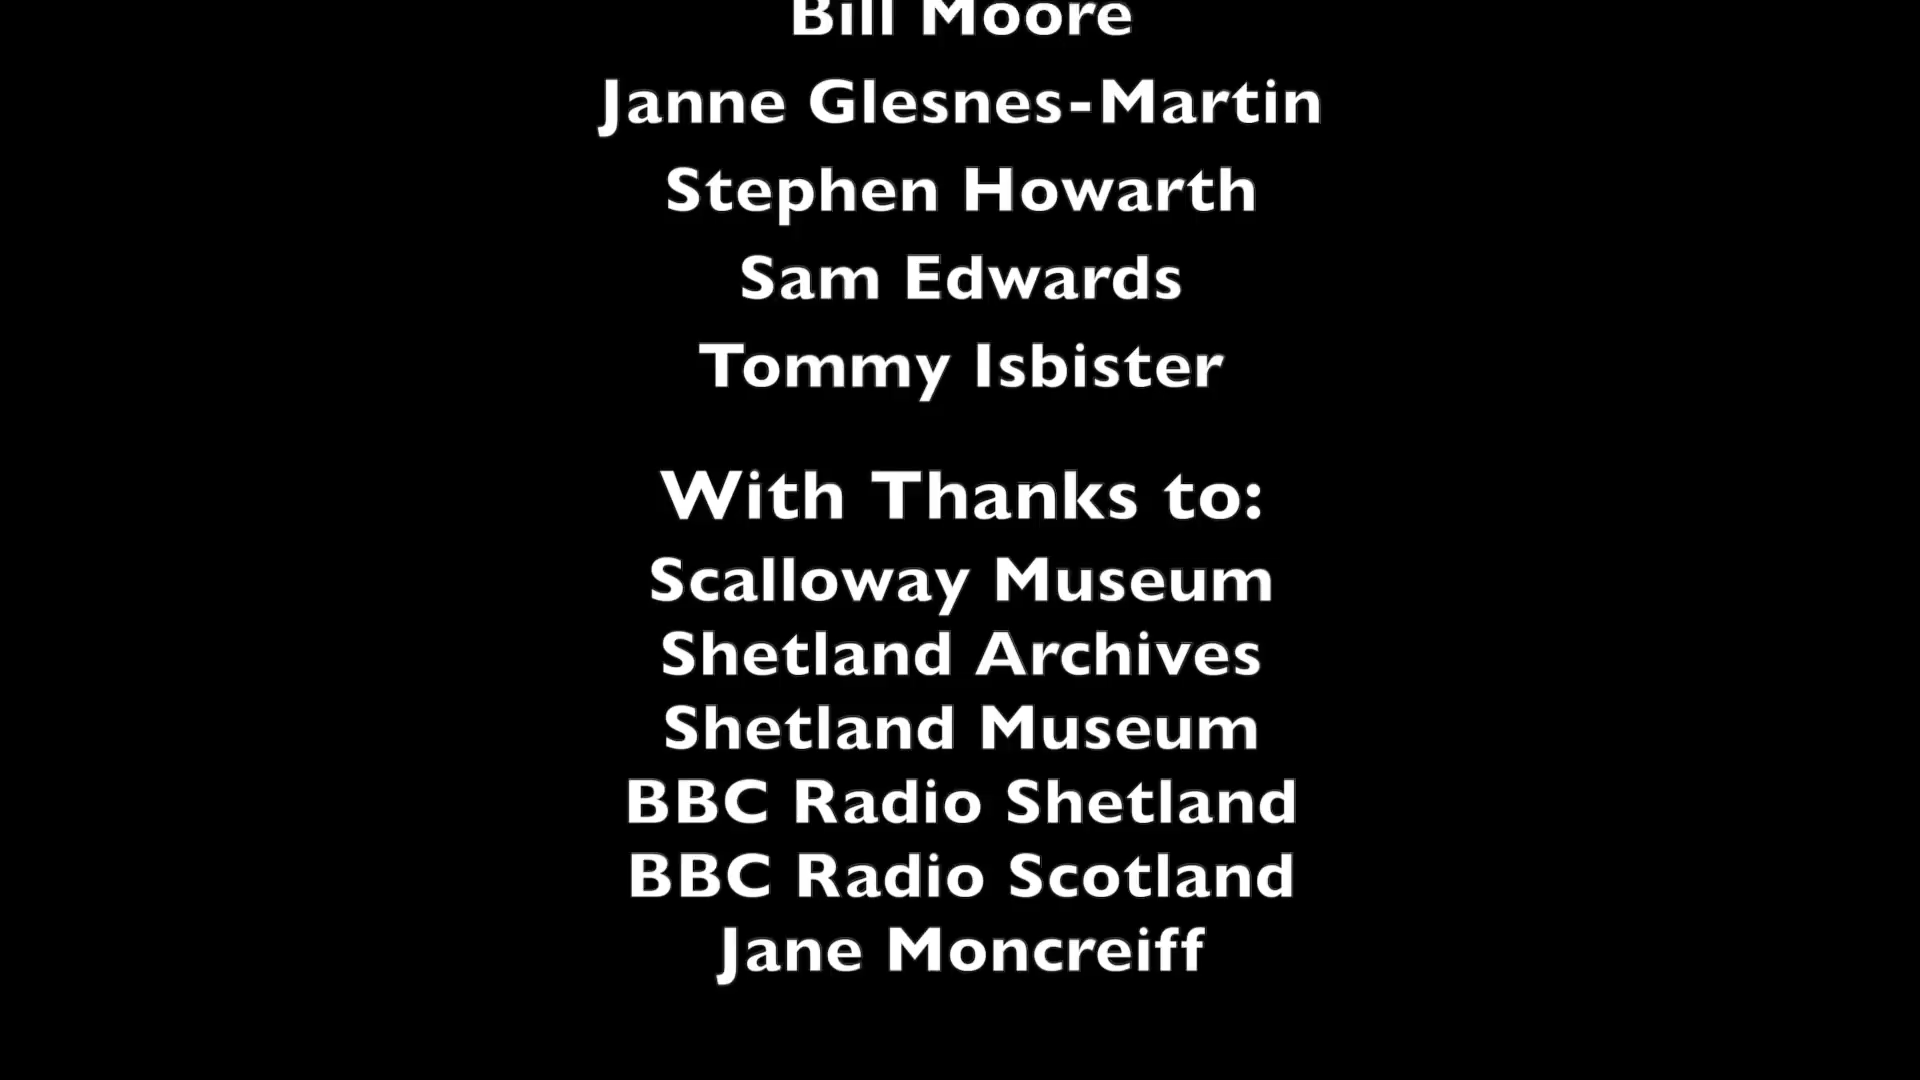 Bill Moore
Janne Glesnes-Martin
Stephen Howarth
Sam Edwards
Tommy Isbister
With Thanks to:
Scalloway Museum
Shetland Archives
Shetland Museum
BBC Radio Shetland
BBC Radio Scotland
Jane Moncreiff